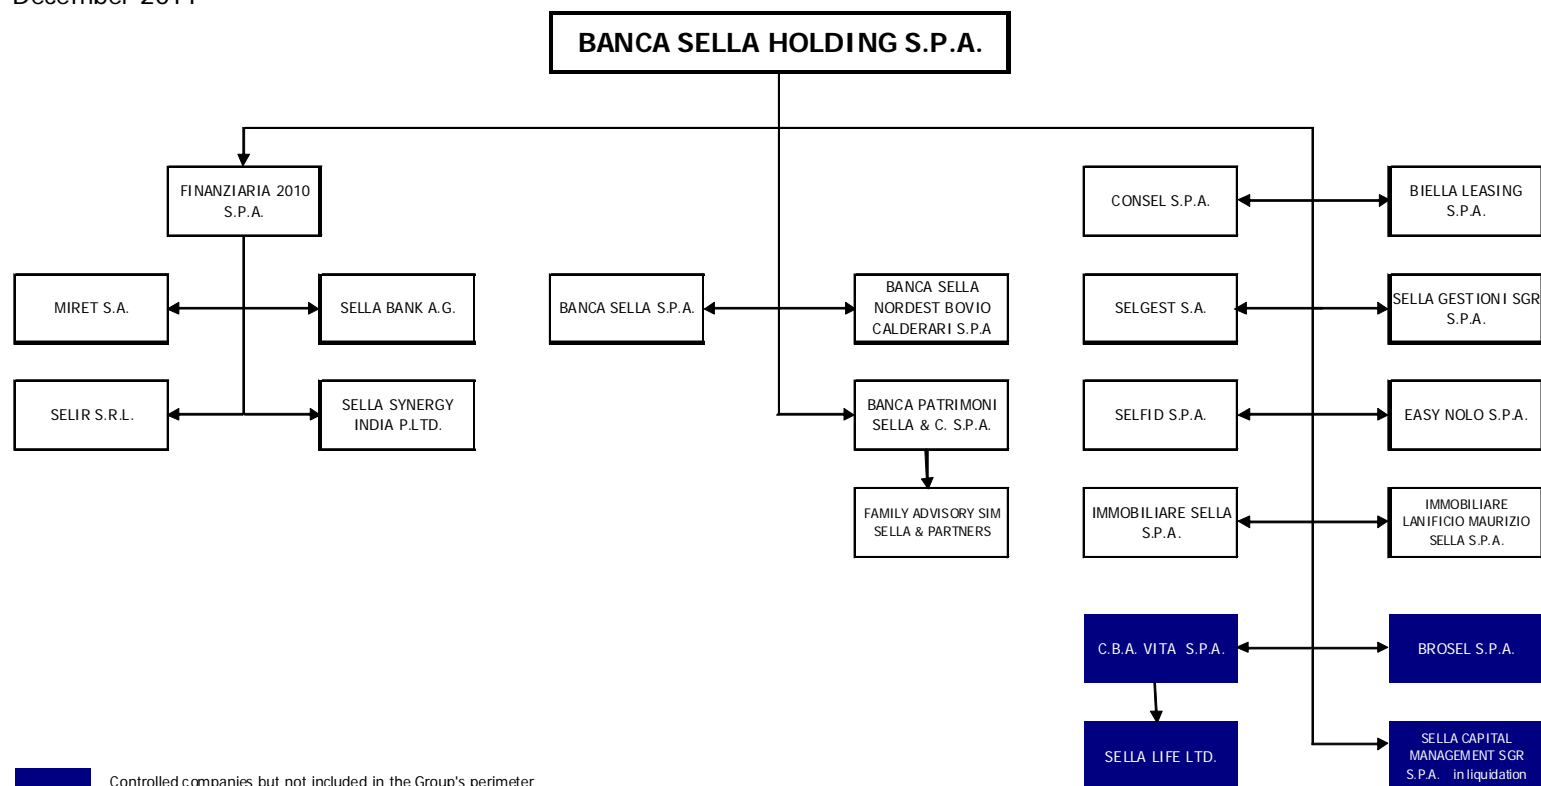 BANCA SELLA HOLDING S.P.A.
FINANZIARIA 2010
S.P.A.
CONSEL S.P.A.
BIELLA LEASING
S.P.A.
MIRET S.A.
SELLA BANK A.G.
BANCA SELLA S.P.A.
BANCA SELLA
NORDEST BOVIO
CALDERARI S.P.A
SELGEST S.A.
SELLA GESTIONI SGR
S.P.A.
SELIR S.R.L.
SELLA SYNERGY
INDIA P.LTD.
BANCA PATRIMONI
SELLA & C. S.P.A.
SELFID S.P.A.
EASY NOLO S.P.A.
FAMILY ADVISORY SIM
SELLA & PARTNERS
IMMOBILIARE SELLA
S.P.A.
IMMOBILIARE
LANIFICIO MAURIZIO
SELLA S.P.A.
C.B.A. VITA S.P.A.
BROSEL S.P.A.
SELLA LIFE LTD.
SELLA CAPITAL
MANAGEMENT SGR
S.P.A. in liquidation
Controlled companies but not included in the Group's perimeter